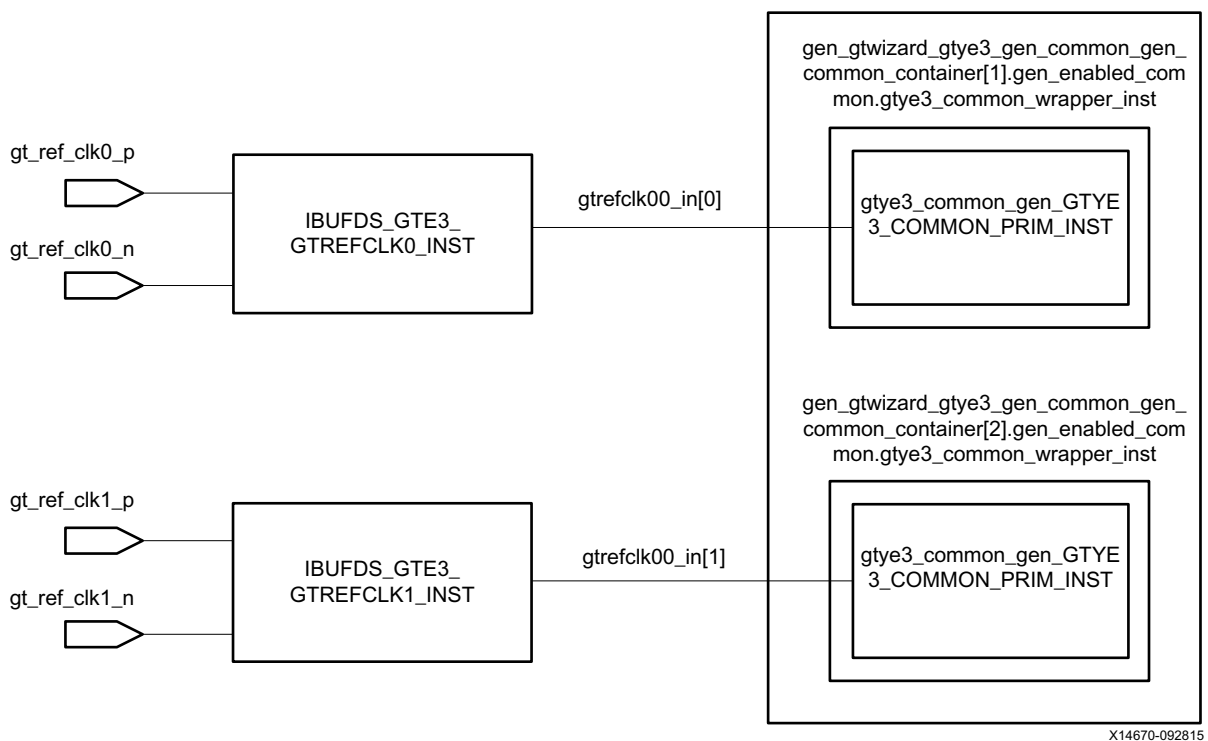 gen_gtwizard_gtye3_gen_common_gen_
common_container[1].gen_enabled_com
mon.gtye3_common_wrapper_inst
gt_ref_clk0_p
gt_ref_clk0_n
IBUFDS_GTE3_
GTREFCLK0_INST
gtrefclk00_in[0]
gtye3_common_gen_GTYE
3_COMMON_PRIM_INST
gen_gtwizard_gtye3_gen_common_gen_
common_container[2].gen_enabled_com
mon.gtye3_common_wrapper_inst
gt_ref_clk1_p
gt_ref_clk1_n
IBUFDS_GTE3_
GTREFCLK1_INST
gtrefclk00_in[1]
gtye3_common_gen_GTYE
3_COMMON_PRIM_INST
X14670-092815